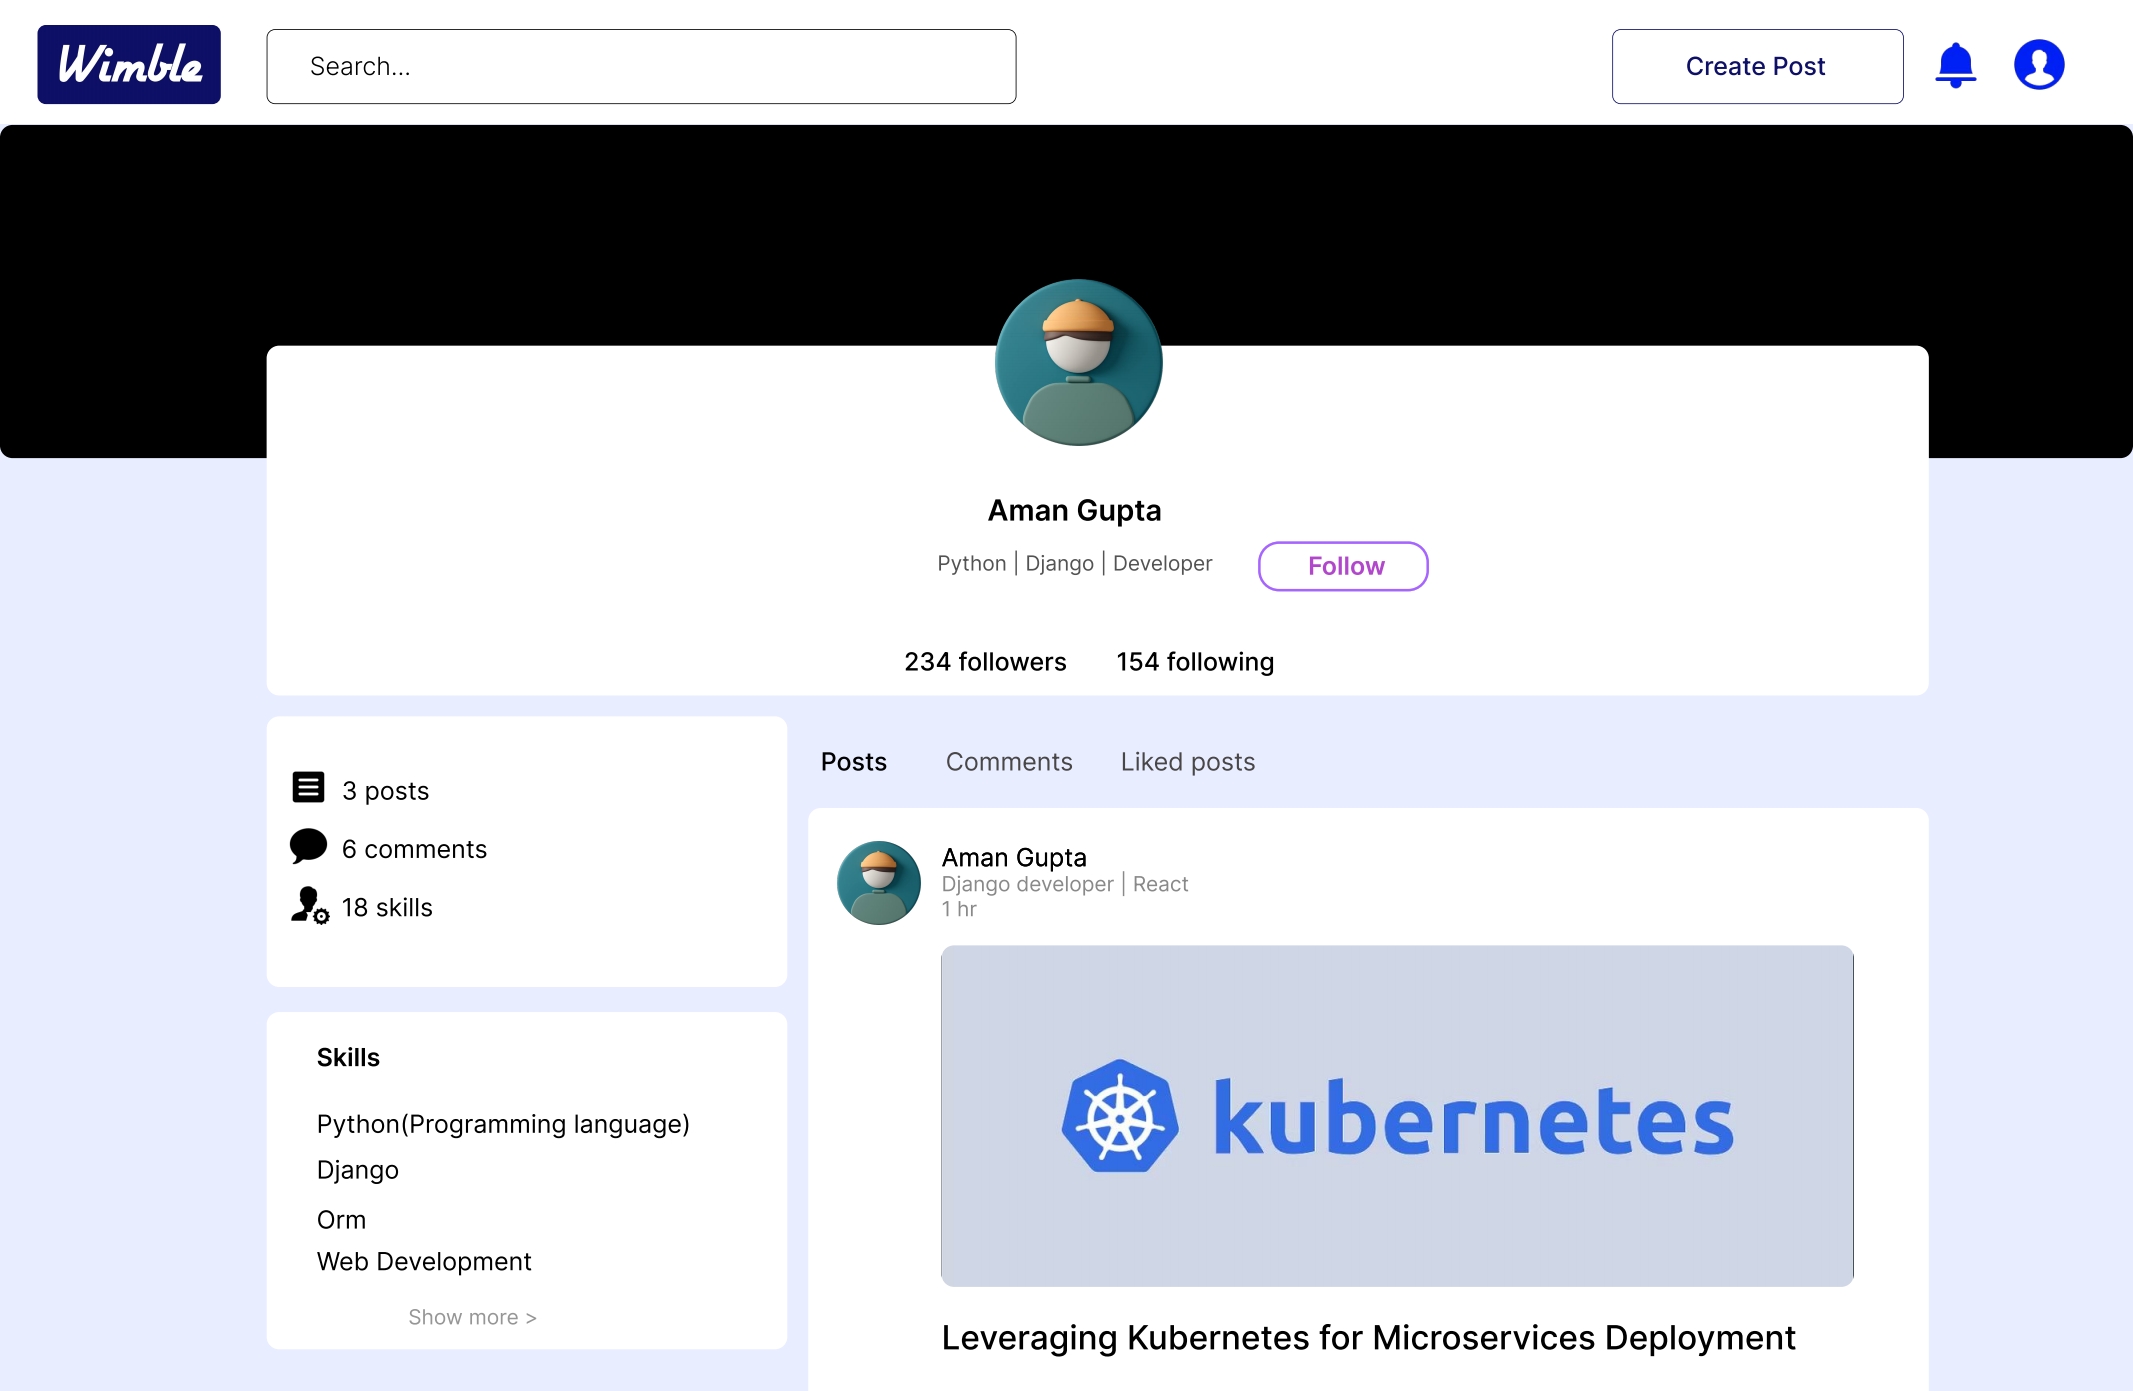 Wimble
Search...
Create Post
Aman Gupta
Python | Django | Developer
Follow
234 followers
154 following
3 posts
6 comments
18 skills
Skills
Python(Programming language)
Django
Orm
Web Development
Show more >
Posts
Comments
Liked posts
Aman Gupta
Django developer | React
1 hr
kubernetes
Leveraging Kubernetes for Microservices Deployment